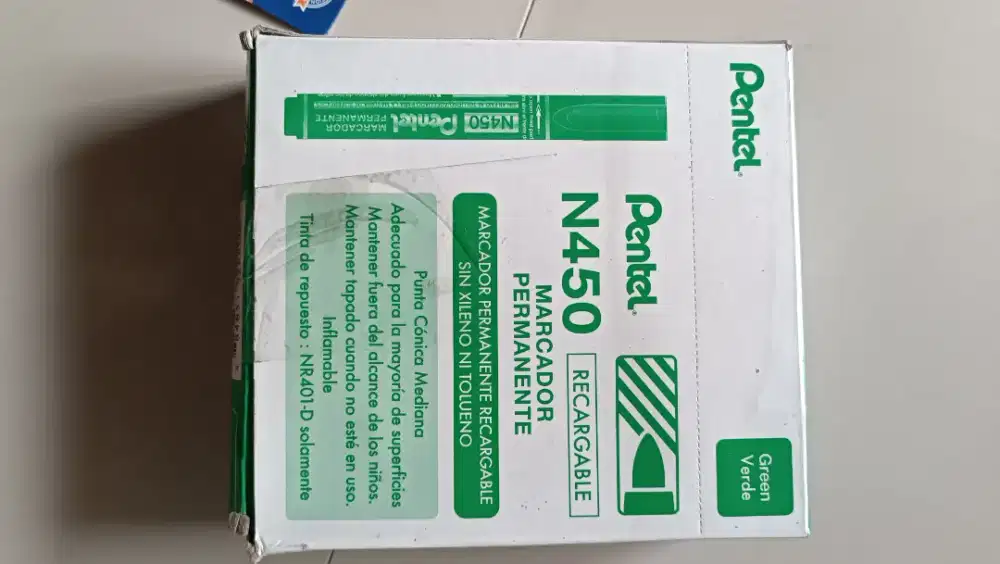 Pentel
Green
Verde
Pentel
N450 RECARGABLE
MARCADOR
PERMANENTE
MARCADOR PERMANENTE RECARGABLE
SIN XILENO NI TOLUENO
Punta Cónica Mediana
Adecuado para la mayoría de superficies
Mantener fuera del alcance de los niños.
Mantener tapado cuando no esté en uso.
Inflamable
Tinta de repuesto : NR401-D solamente
MARCADOR
PERMANENTE
Pentel
N450